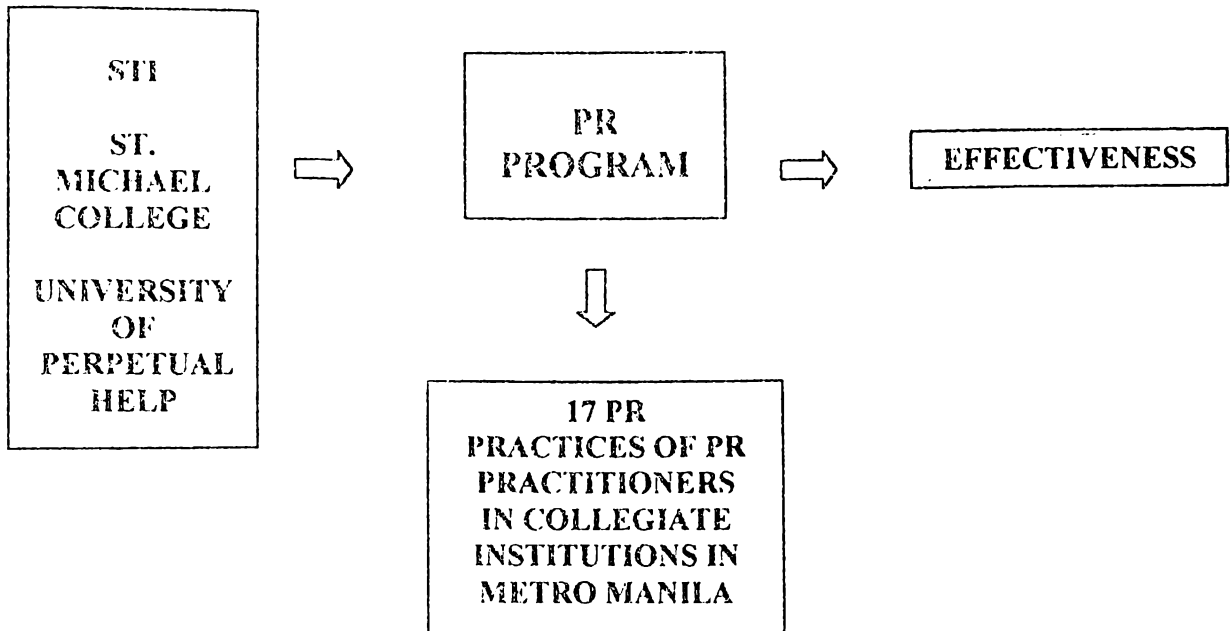 STI
ST.
MICHAEL
COLLEGE
UNIVERSITY
OF
PERPETUAL
HELP
PR
PROGRAM
EFFECTIVENESS
17 PR
PRACTICES OF PR
PRACTITIONERS
IN COLLEGIATE
INSTITUTIONS IN
METRO MANILA